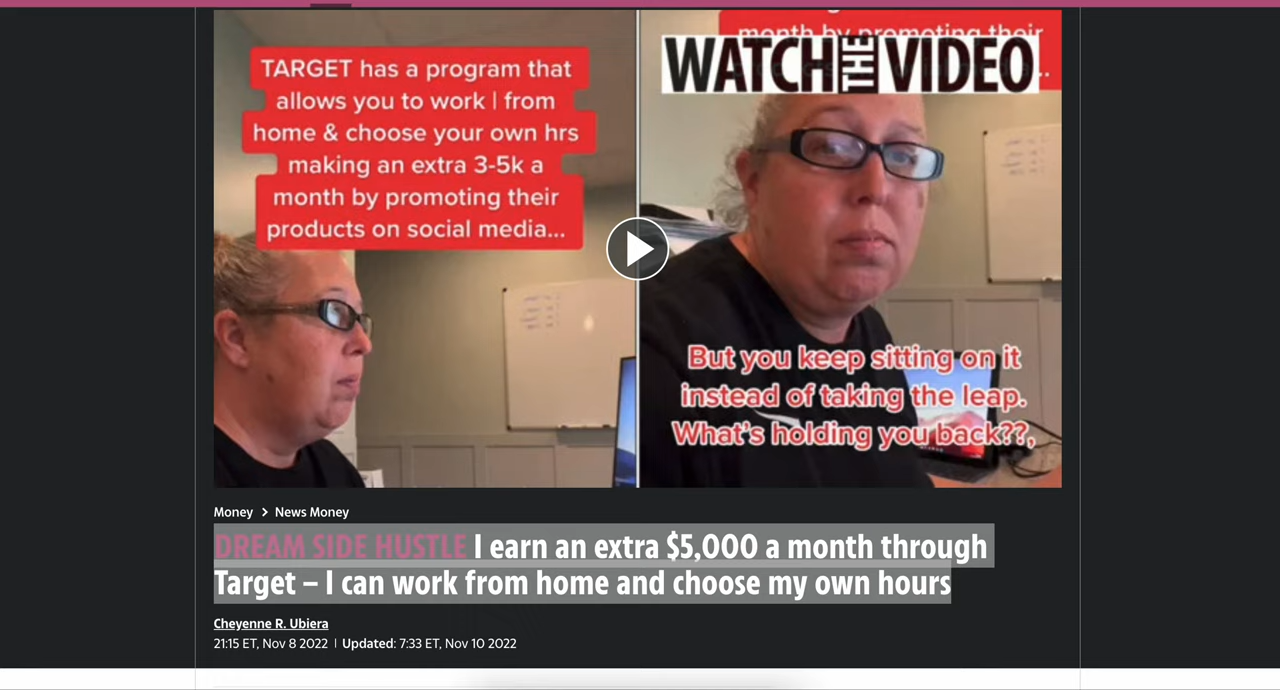 TARGET has a program that
allows you to work | from
home & choose your own hrs
making an extra 3-5k a
month by promoting their
products on social media...
month by promoting their
WATCH THE VIDEO
But you keep sitting on it
instead of taking the leap.
What's holding you back??,
Money > News Money
DREAM SIDE HUSTLE I earn an extra $5,000 a month through
Target – I can work from home and choose my own hours
Cheyenne R. Ubiera
21:15 ET, Nov 8 2022 | Updated: 7:33 ET, Nov 10 2022